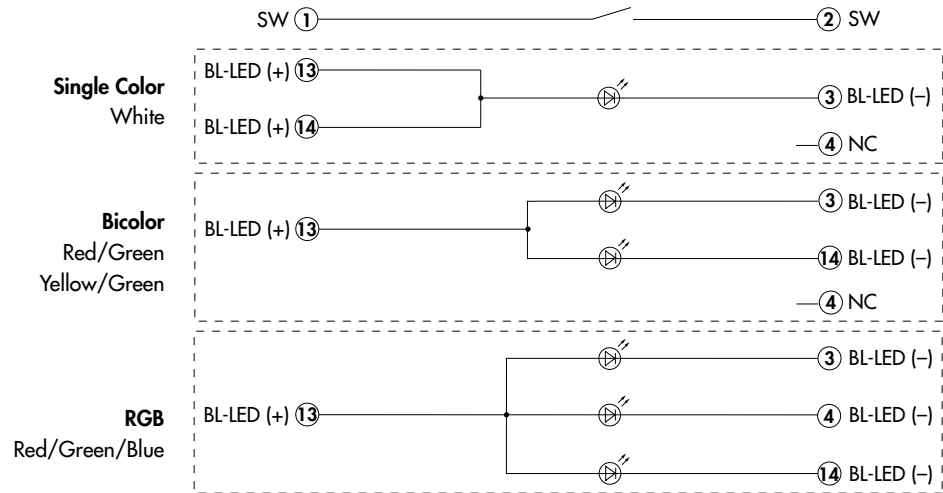 SW 1 2 SW
Single Color
White
BL-LED (+) 13
BL-LED (+) 14
3 BL-LED (–)
4 NC
Bicolor
Red/Green
Yellow/Green
BL-LED (+) 13
3 BL-LED (–)
14 BL-LED (–)
4 NC
RGB
Red/Green/Blue
BL-LED (+) 13
3 BL-LED (–)
4 BL-LED (–)
14 BL-LED (–)